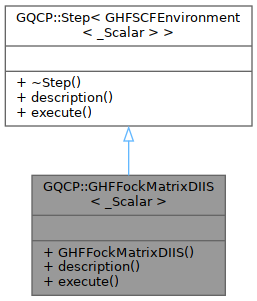 GQCP::Step< GHFSCFEnvironment
< _Scalar > >
+ ~Step()
+ description()
+ execute()
GQCP::GHFFockMatrixDIIS
< _Scalar >
+ GHFFockMatrixDIIS()
+ description()
+ execute()